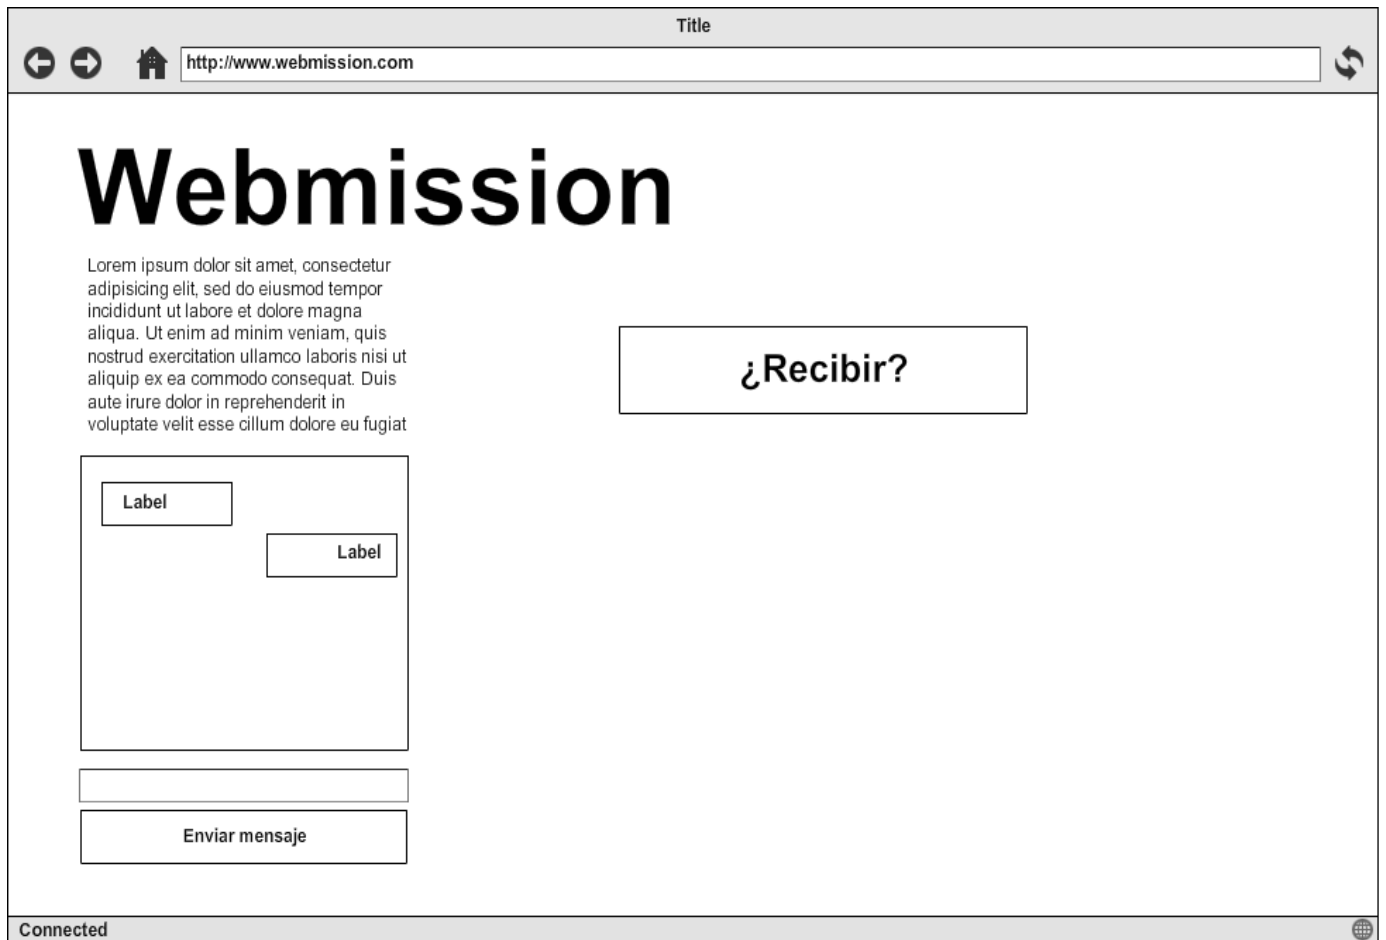 Title
http://www.webmission.com
Webmission
Lorem ipsum dolor sit amet, consectetur
adipisicing elit, sed do eiusmod tempor
incididunt ut labore et dolore magna
aliqua. Ut enim ad minim veniam, quis
nostrud exercitation ullamco laboris nisi ut
aliquip ex ea commodo consequat. Duis
aute irure dolor in reprehenderit in
voluptate velit esse cillum dolore eu fugiat
¿Recibir?
Label
Label
Enviar mensaje
Connected